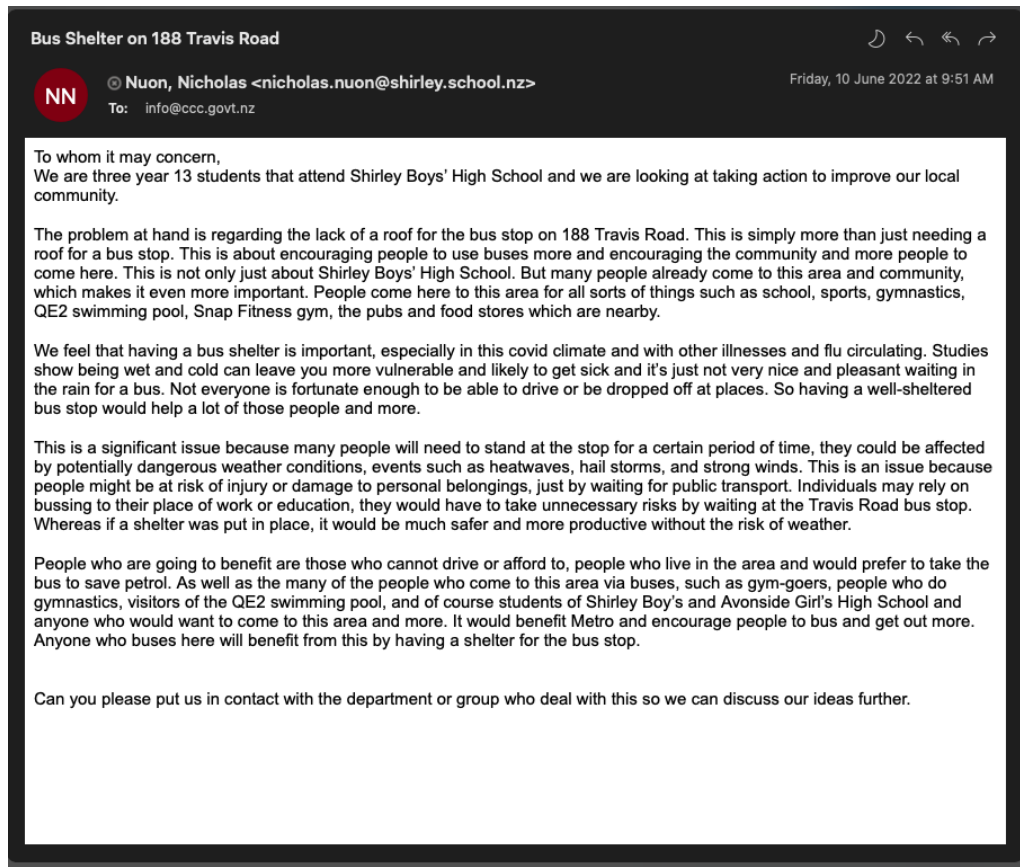 Bus Shelter on 188 Travis Road
NN
Nuon, Nicholas <nicholas.nuon@shirley.school.nz>
Friday, 10 June 2022 at 9:51 AM
To: info@ccc.govt.nz
To whom it may concern,
We are three year 13 students that attend Shirley Boys' High School and we are looking at taking action to improve our local
community.
The problem at hand is regarding the lack of a roof for the bus stop on 188 Travis Road. This is simply more than just needing a
roof for a bus stop. This is about encouraging people to use buses more and encouraging the community and more people to
come here. This is not only just about Shirley Boys' High School. But many people already come to this area and community,
which makes it even more important. People come here to this area for all sorts of things such as school, sports, gymnastics,
QE2 swimming pool, Snap Fitness gym, the pubs and food stores which are nearby.
We feel that having a bus shelter is important, especially in this covid climate and with other illnesses and flu circulating. Studies
show being wet and cold can leave you more vulnerable and likely to get sick and it's just not very nice and pleasant waiting in
the rain for a bus. Not everyone is fortunate enough to be able to drive or be dropped off at places. So having a well-sheltered
bus stop would help a lot of those people and more.
This is a significant issue because many people will need to stand at the stop for a certain period of time, they could be affected
by potentially dangerous weather conditions, events such as heatwaves, hail storms, and strong winds. This is an issue because
people might be at risk of injury or damage to personal belongings, just by waiting for public transport. Individuals may rely on
bussing to their place of work or education, they would have to take unnecessary risks by waiting at the Travis Road bus stop.
Whereas if a shelter was put in place, it would be much safer and more productive without the risk of weather.
People who are going to benefit are those who cannot drive or afford to, people who live in the area and would prefer to take the
bus to save petrol. As well as the many of the people who come to this area via buses, such as gym-goers, people who do
gymnastics, visitors of the QE2 swimming pool, and of course students of Shirley Boy's and Avonside Girl's High School and
anyone who would want to come to this area and more. It would benefit Metro and encourage people to bus and get out more.
Anyone who buses here will benefit from this by having a shelter for the bus stop.
Can you please put us in contact with the department or group who deal with this so we can discuss our ideas further.